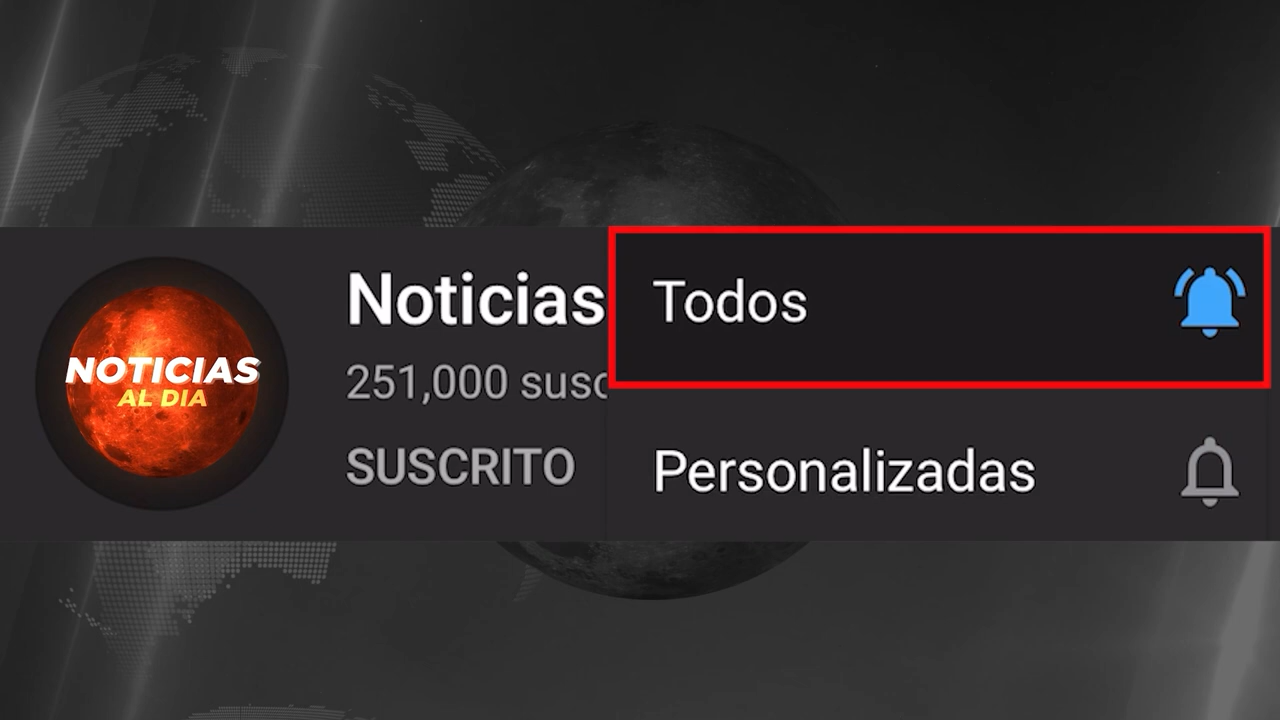 NOTICIAS
AL DIA
Noticias
251,000 susc
SUSCRITO
Todos
Personalizadas